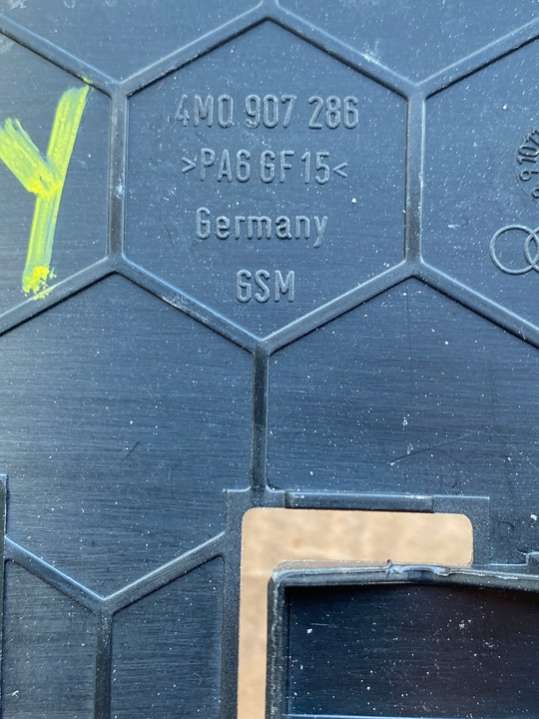 4M0 907 286
>PA6 GF15<
Germany
GSM
Y